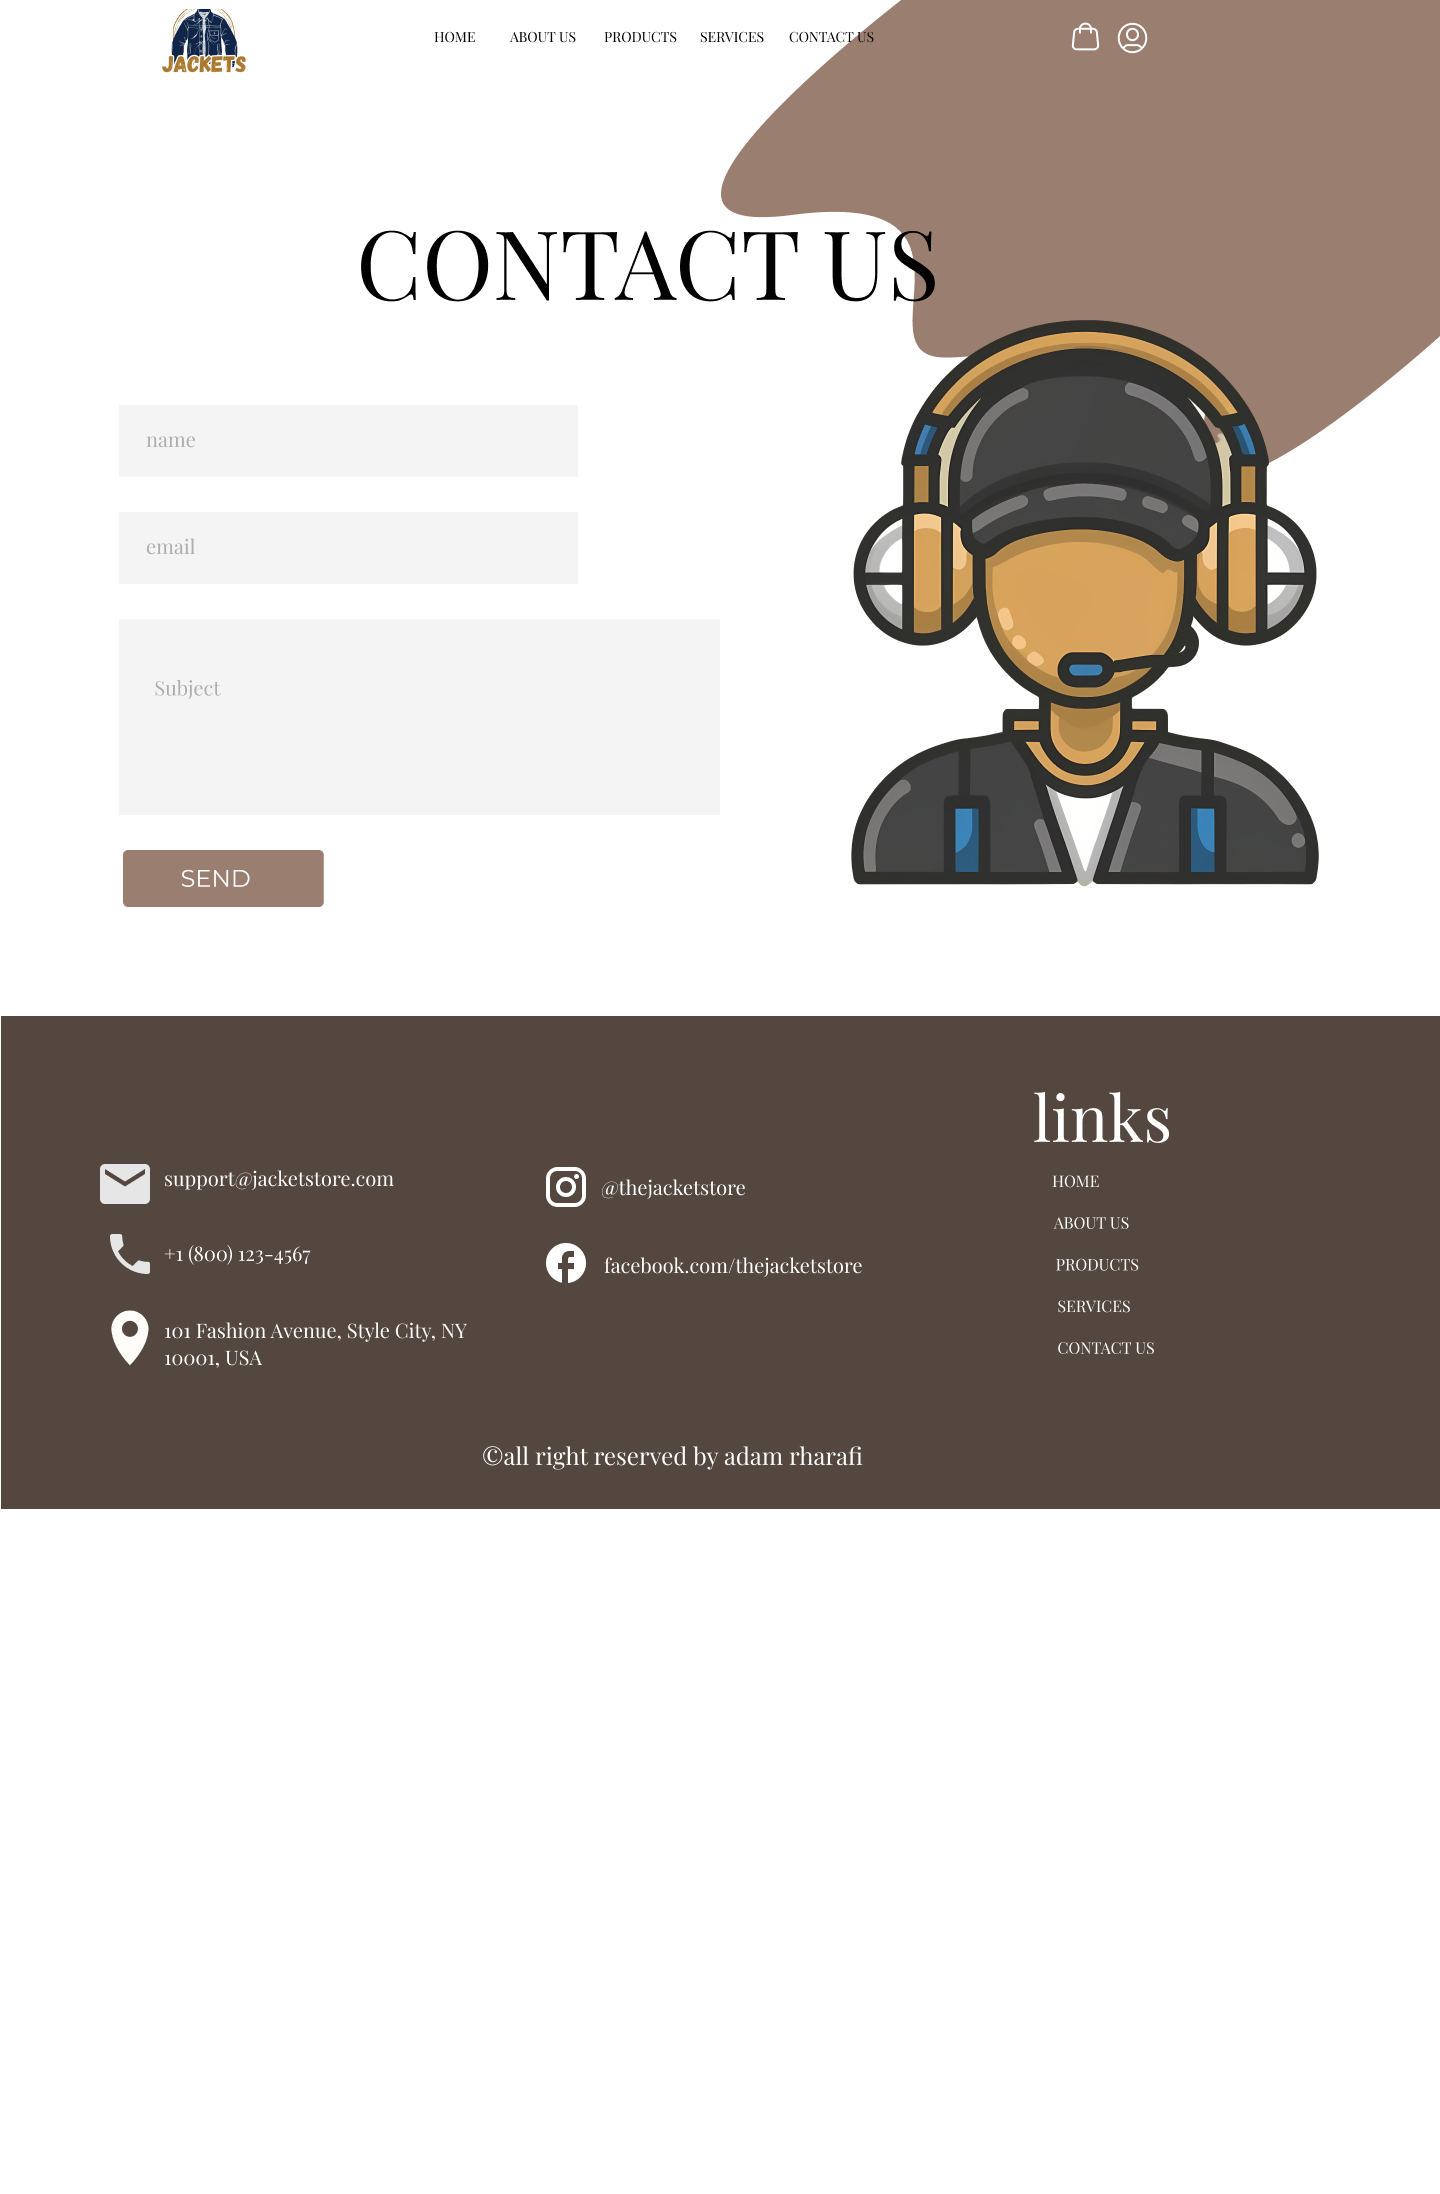 JACKETS
HOME
ABOUT US
PRODUCTS
SERVICES
CONTACT US
CONTACT US
name
email
Subject
SEND
support@jacketstore.com
+1 (800) 123-4567
101 Fashion Avenue, Style City, NY
10001, USA
@thejacketstore
facebook.com/thejacketstore
links
HOME
ABOUT US
PRODUCTS
SERVICES
CONTACT US
©all right reserved by adam rharafi